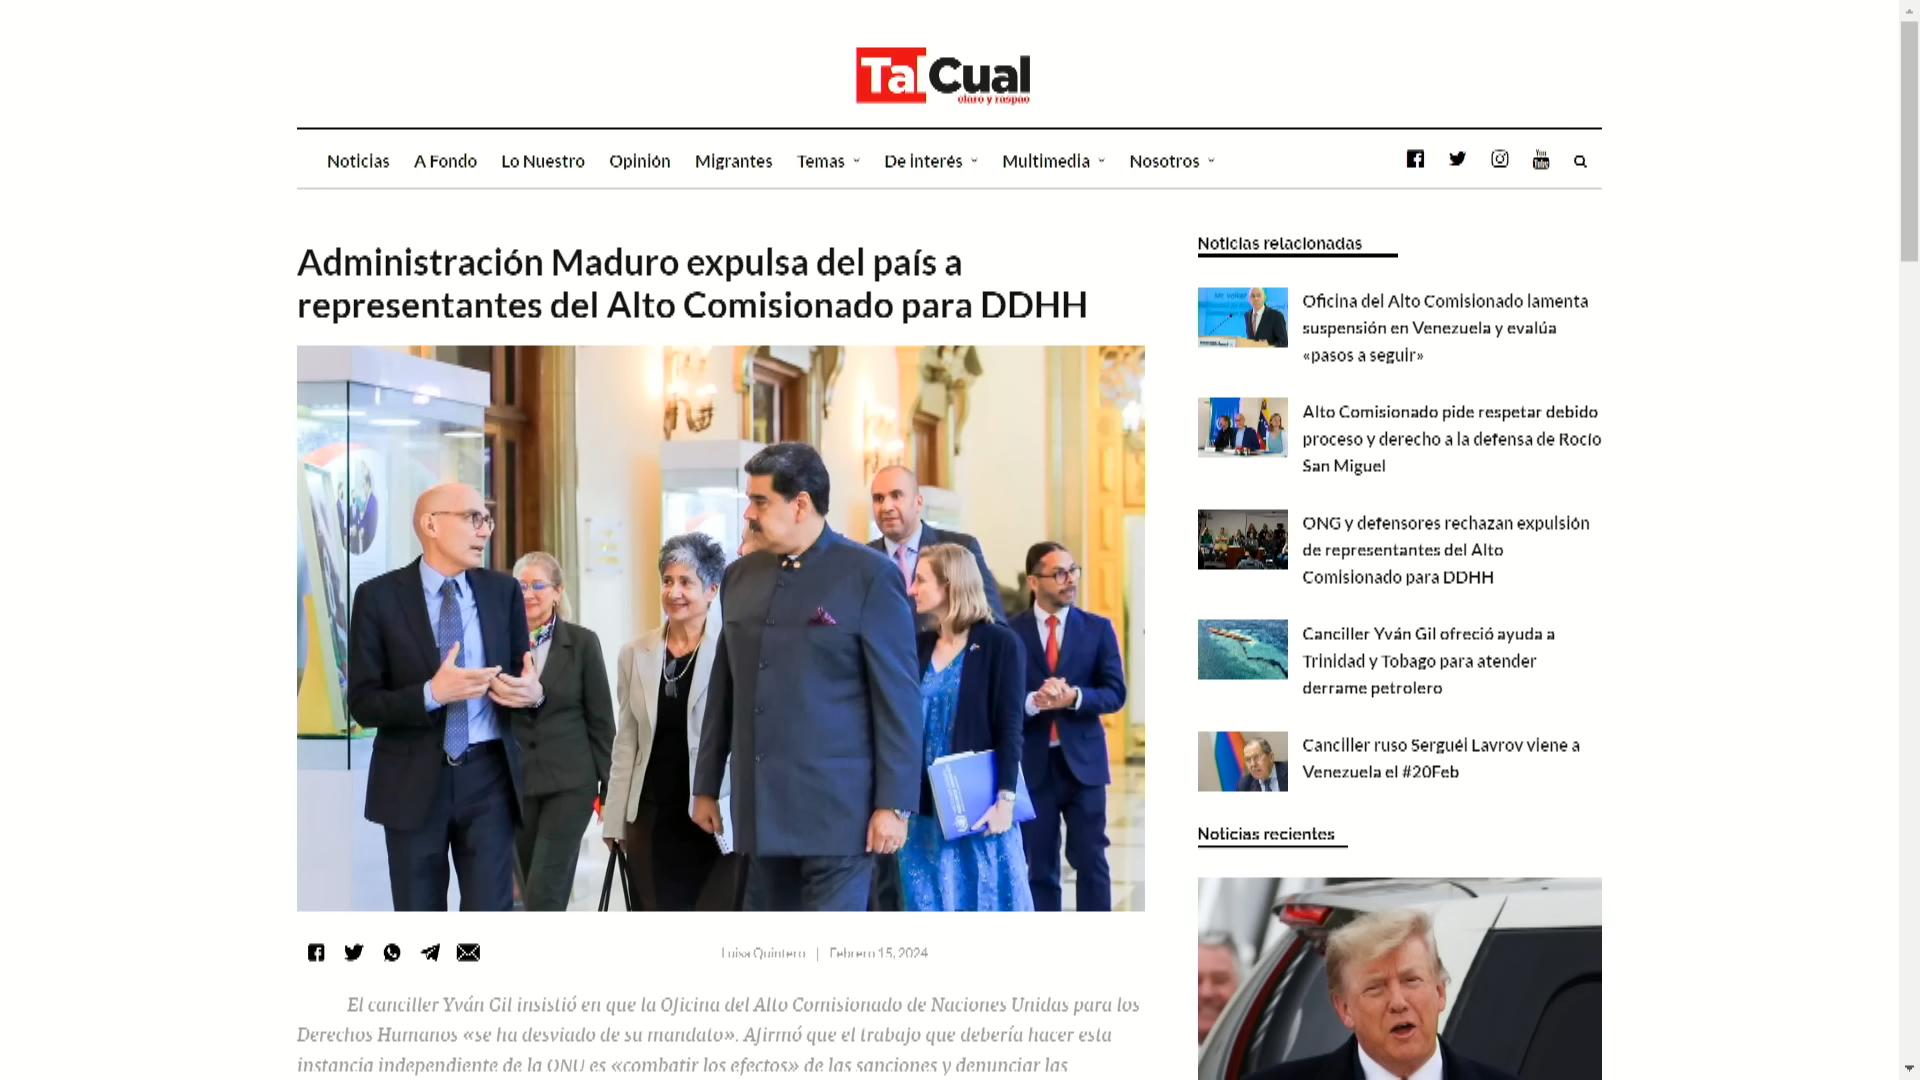 TalCual
claro y raspao
Noticias A Fondo Lo Nuestro Opinión Migrantes Temas De interés Multimedia Nosotros
Administración Maduro expulsa del país a
representantes del Alto Comisionado para DDHH
Luisa Quintero | Febrero 15, 2024
El canciller Yván Gil insistió en que la Oficina del Alto Comisionado de Naciones Unidas para los
Derechos Humanos «se ha desviado de su mandato». Afirmó que el trabajo que debería hacer esta
instancia independiente de la ONU es «combatir los efectos» de las sanciones y denunciar las
Noticias relacionadas
Oficina del Alto Comisionado lamenta
suspensión en Venezuela y evalúa
«pasos a seguir»
Alto Comisionado pide respetar debido
proceso y derecho a la defensa de Rocío
San Miguel
ONG y defensores rechazan expulsión
de representantes del Alto
Comisionado para DDHH
Canciller Yván Gil ofreció ayuda a
Trinidad y Tobago para atender
derrame petrolero
Canciller ruso Serguéi Lavrov viene a
Venezuela el #20Feb
Noticias recientes